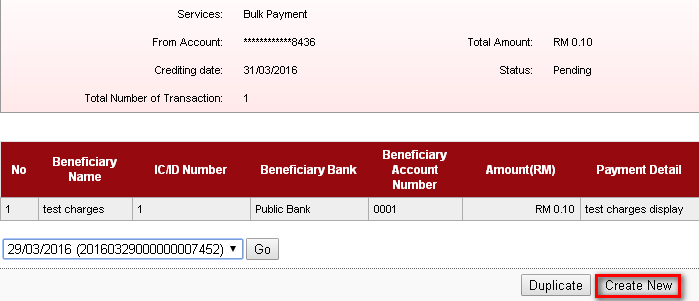 Services: Bulk Payment
From Account: ************8436 Total Amount: RM 0.10
Crediting date: 31/03/2016 Status: Pending
Total Number of Transaction: 1
No Beneficiary Name IC/ID Number Beneficiary Bank Beneficiary Account Number Amount(RM) Payment Detail
1 test charges 1 Public Bank 0001 RM 0.10 test charges display
29/03/2016 (20160329000000007452) Go
Duplicate Create New